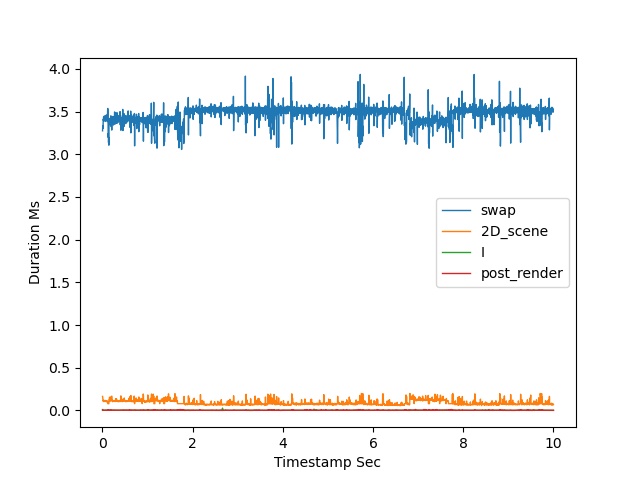 4.0
3.5
3.0
2.5
2.0
1.5
1.0
0.5
0.0
Duration Ms
swap
2D_scene
I
post_render
0 2 4 6 8 10
Timestamp Sec